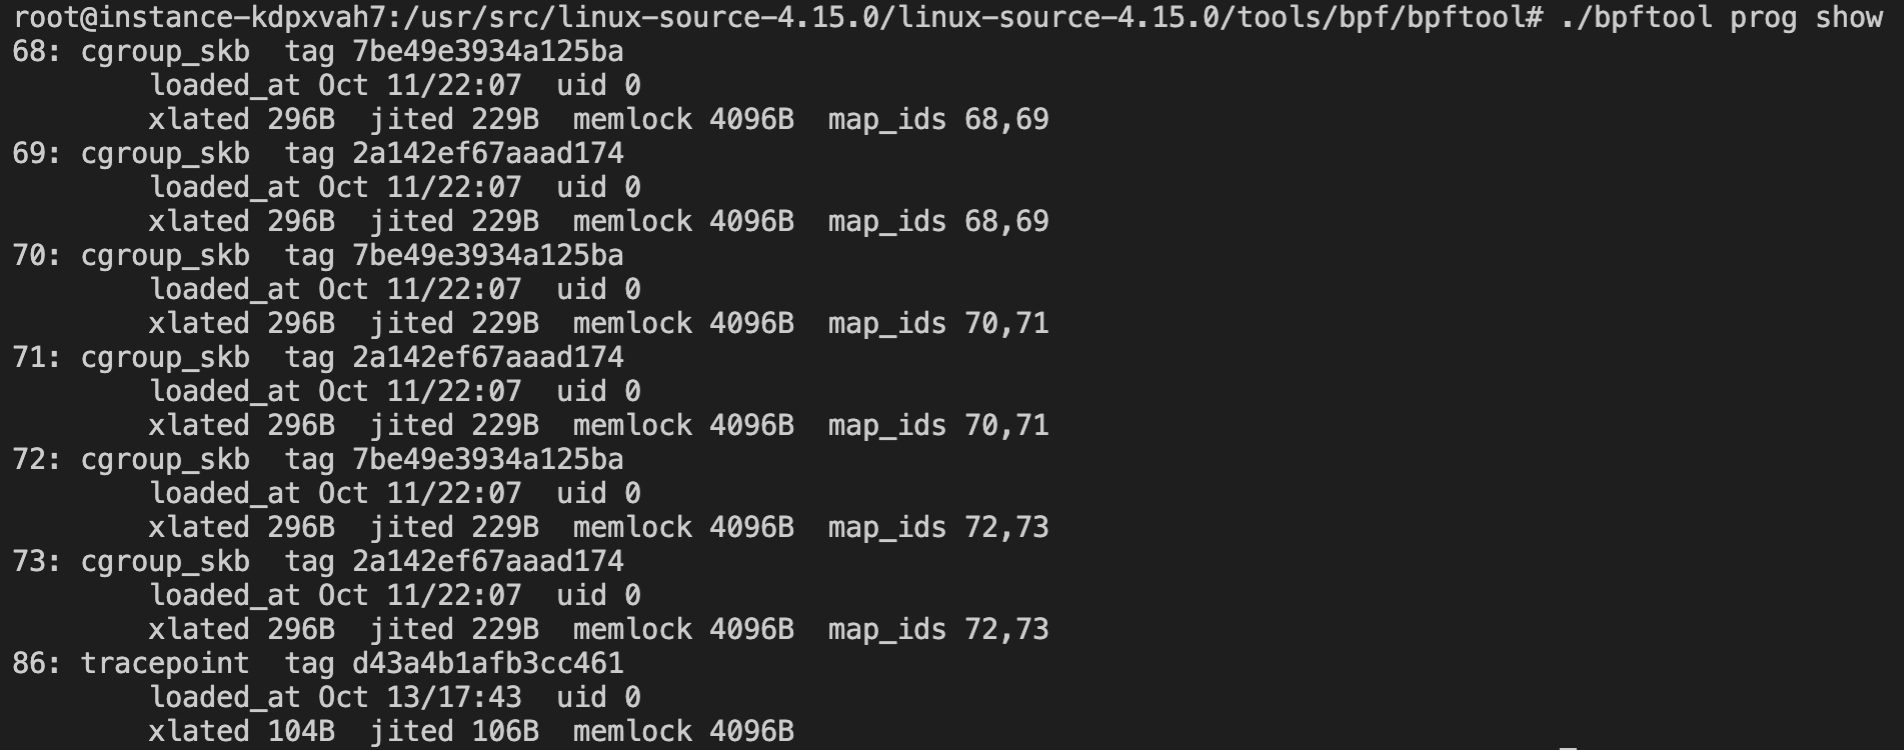 root@instance-kdpxvah7:/usr/src/linux-source-4.15.0/linux-source-4.15.0/tools/bpf/bpftool# ./bpftool prog show
68: cgroup_skb  tag 7be49e3934a125ba
        loaded_at Oct 11/22:07  uid 0
        xlated 296B  jited 229B  memlock 4096B  map_ids 68,69
69: cgroup_skb  tag 2a142ef67aaad174
        loaded_at Oct 11/22:07  uid 0
        xlated 296B  jited 229B  memlock 4096B  map_ids 68,69
70: cgroup_skb  tag 7be49e3934a125ba
        loaded_at Oct 11/22:07  uid 0
        xlated 296B  jited 229B  memlock 4096B  map_ids 70,71
71: cgroup_skb  tag 2a142ef67aaad174
        loaded_at Oct 11/22:07  uid 0
        xlated 296B  jited 229B  memlock 4096B  map_ids 70,71
72: cgroup_skb  tag 7be49e3934a125ba
        loaded_at Oct 11/22:07  uid 0
        xlated 296B  jited 229B  memlock 4096B  map_ids 72,73
73: cgroup_skb  tag 2a142ef67aaad174
        loaded_at Oct 11/22:07  uid 0
        xlated 296B  jited 229B  memlock 4096B  map_ids 72,73
86: tracepoint  tag d43a4b1afb3cc461
        loaded_at Oct 13/17:43  uid 0
        xlated 104B  jited 106B  memlock 4096B